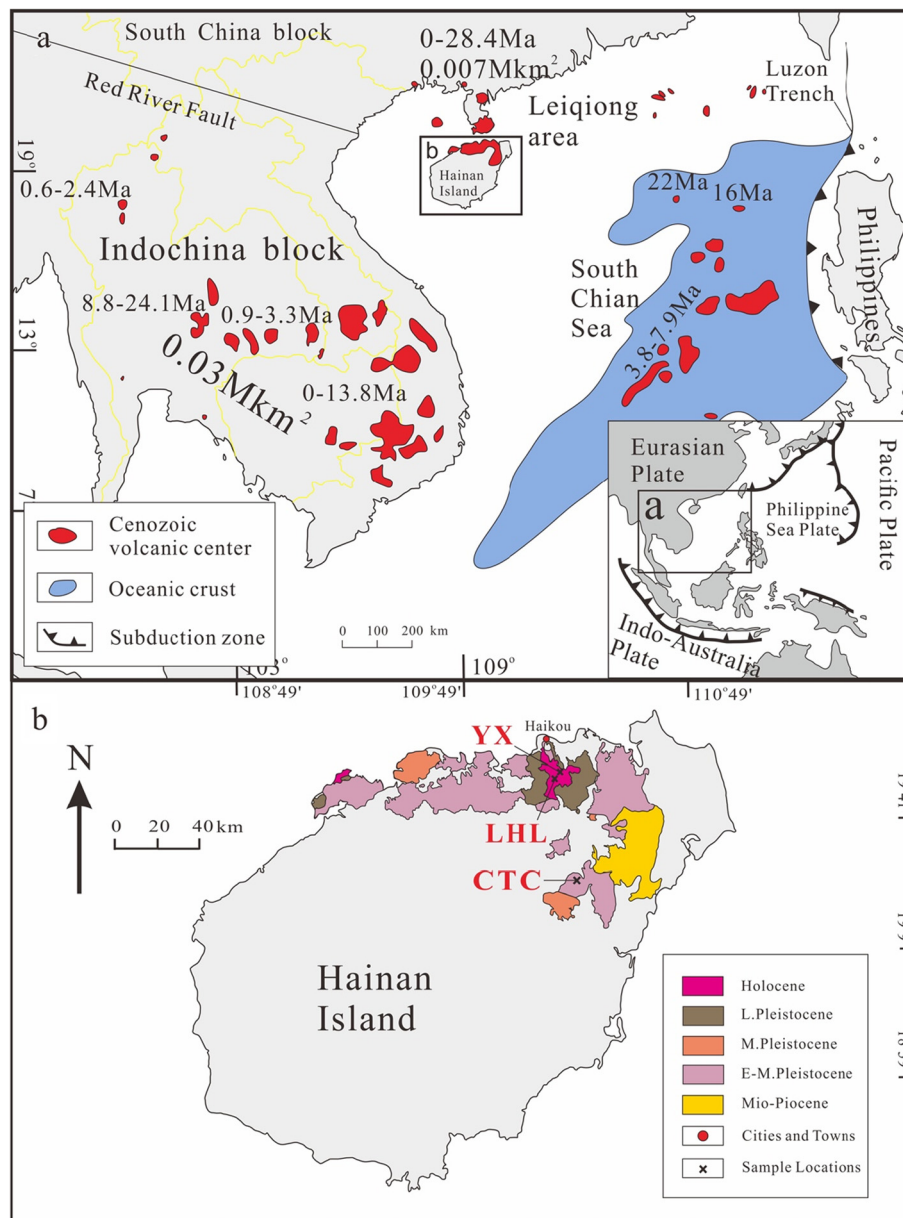 a
South China block
0-28.4Ma
0.007Mkm²
Luzon
Trench
Red River Fault
Leiqiong
area
b
Hainan
Island
19°
0.6-2.4Ma
22Ma
16Ma
Indochina block
Philippines
South
Chian
Sea
8.8-24.1Ma
0.9-3.3Ma
13°
3.8-7.9Ma
0.03Mkm²
0-13.8Ma
7°
Eurasian
Plate
Pacific Plate
a
Philippine
Sea Plate
Indo-Australia
Plate
Cenozoic
volcanic center
Oceanic crust
Subduction zone
0 100 200 km
103°
109°
108°49'
109°49'
110°49'
b
N
0 20 40 km
YX
Haikou
LHL
CTC
Hainan
Island
Holocene
L.Pleistocene
M.Pleistocene
E-M.Pleistocene
Mio-Piocene
Cities and Towns
Sample Locations